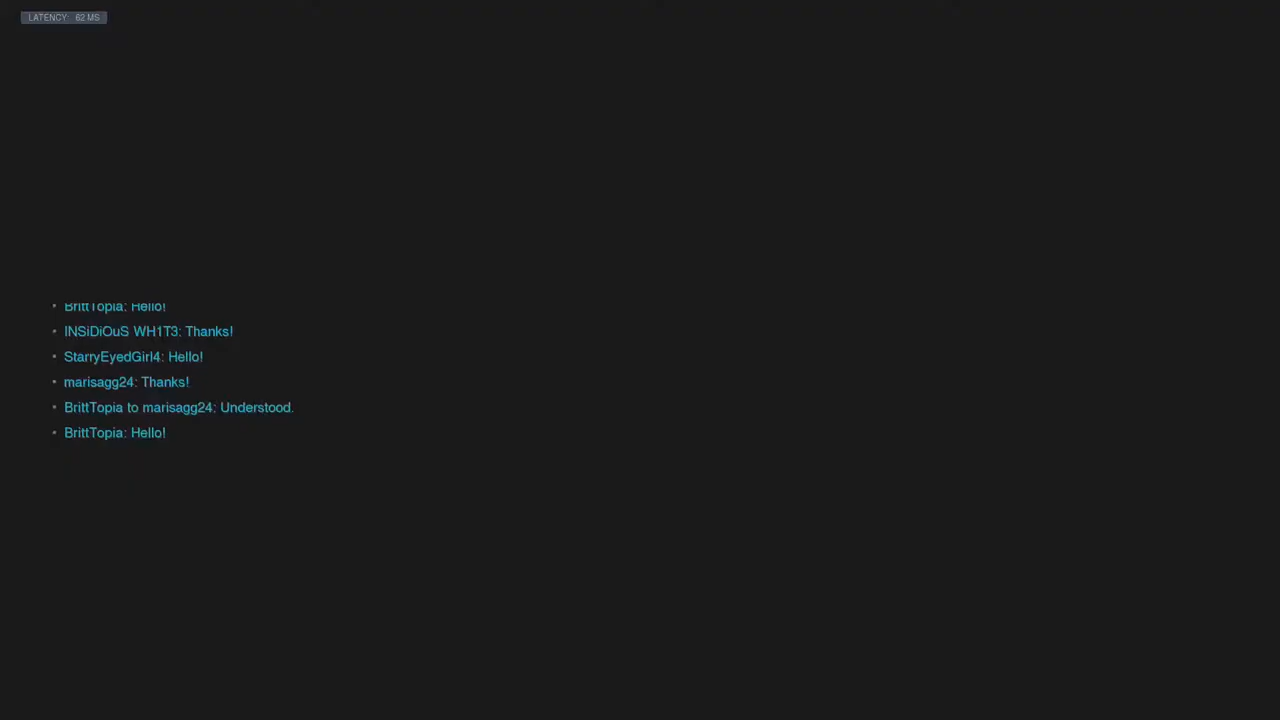 LATENCY: 62 MS
BrittTopia: Hello!
INSiDiOuS WH1T3: Thanks!
StarryEyedGirl4: Hello!
marisagg24: Thanks!
BrittTopia to marisagg24: Understood.
BrittTopia: Hello!